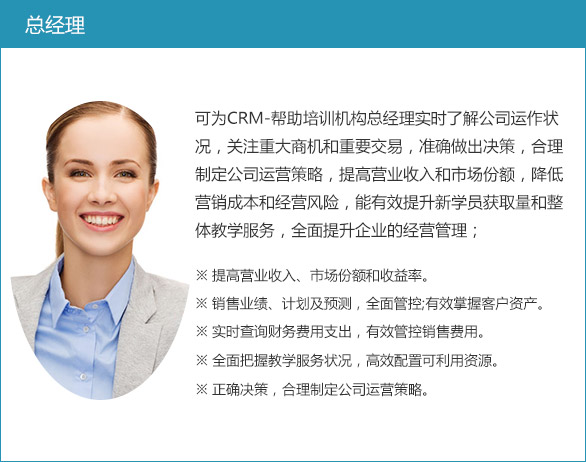 总经理
可为CRM-帮助培训机构总经理实时了解公司运作状
况，关注重大商机和重要交易，准确做出决策，合理
制定公司运营策略，提高营业收入和市场份额，降低
营销成本和经营风险，能有效提升新学员获取量和整
体教学服务，全面提升企业的经营管理；
※ 提高营业收入、市场份额和收益率。
※ 销售业绩、计划及预测，全面管控;有效掌握客户资产。
※ 实时查询财务费用支出，有效管控销售费用。
※ 全面把握教学服务状况，高效配置可利用资源。
※ 正确决策，合理制定公司运营策略。